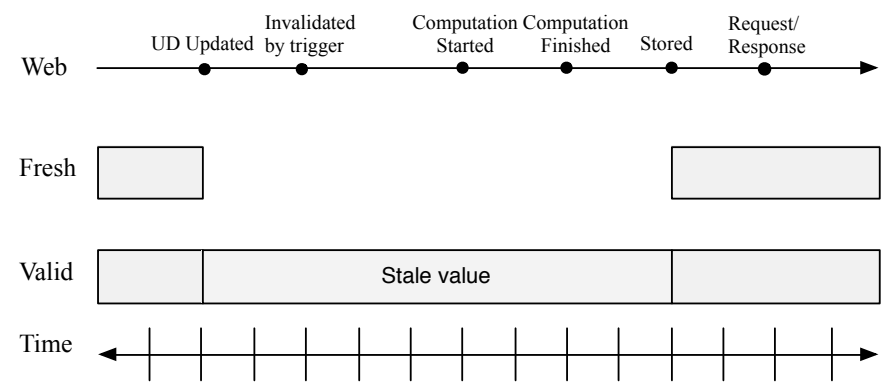 Invalidated
by trigger
UD Updated
Computation
Started
Computation
Finished
Stored
Request/
Response
Web
Fresh
Valid
Stale value
Time